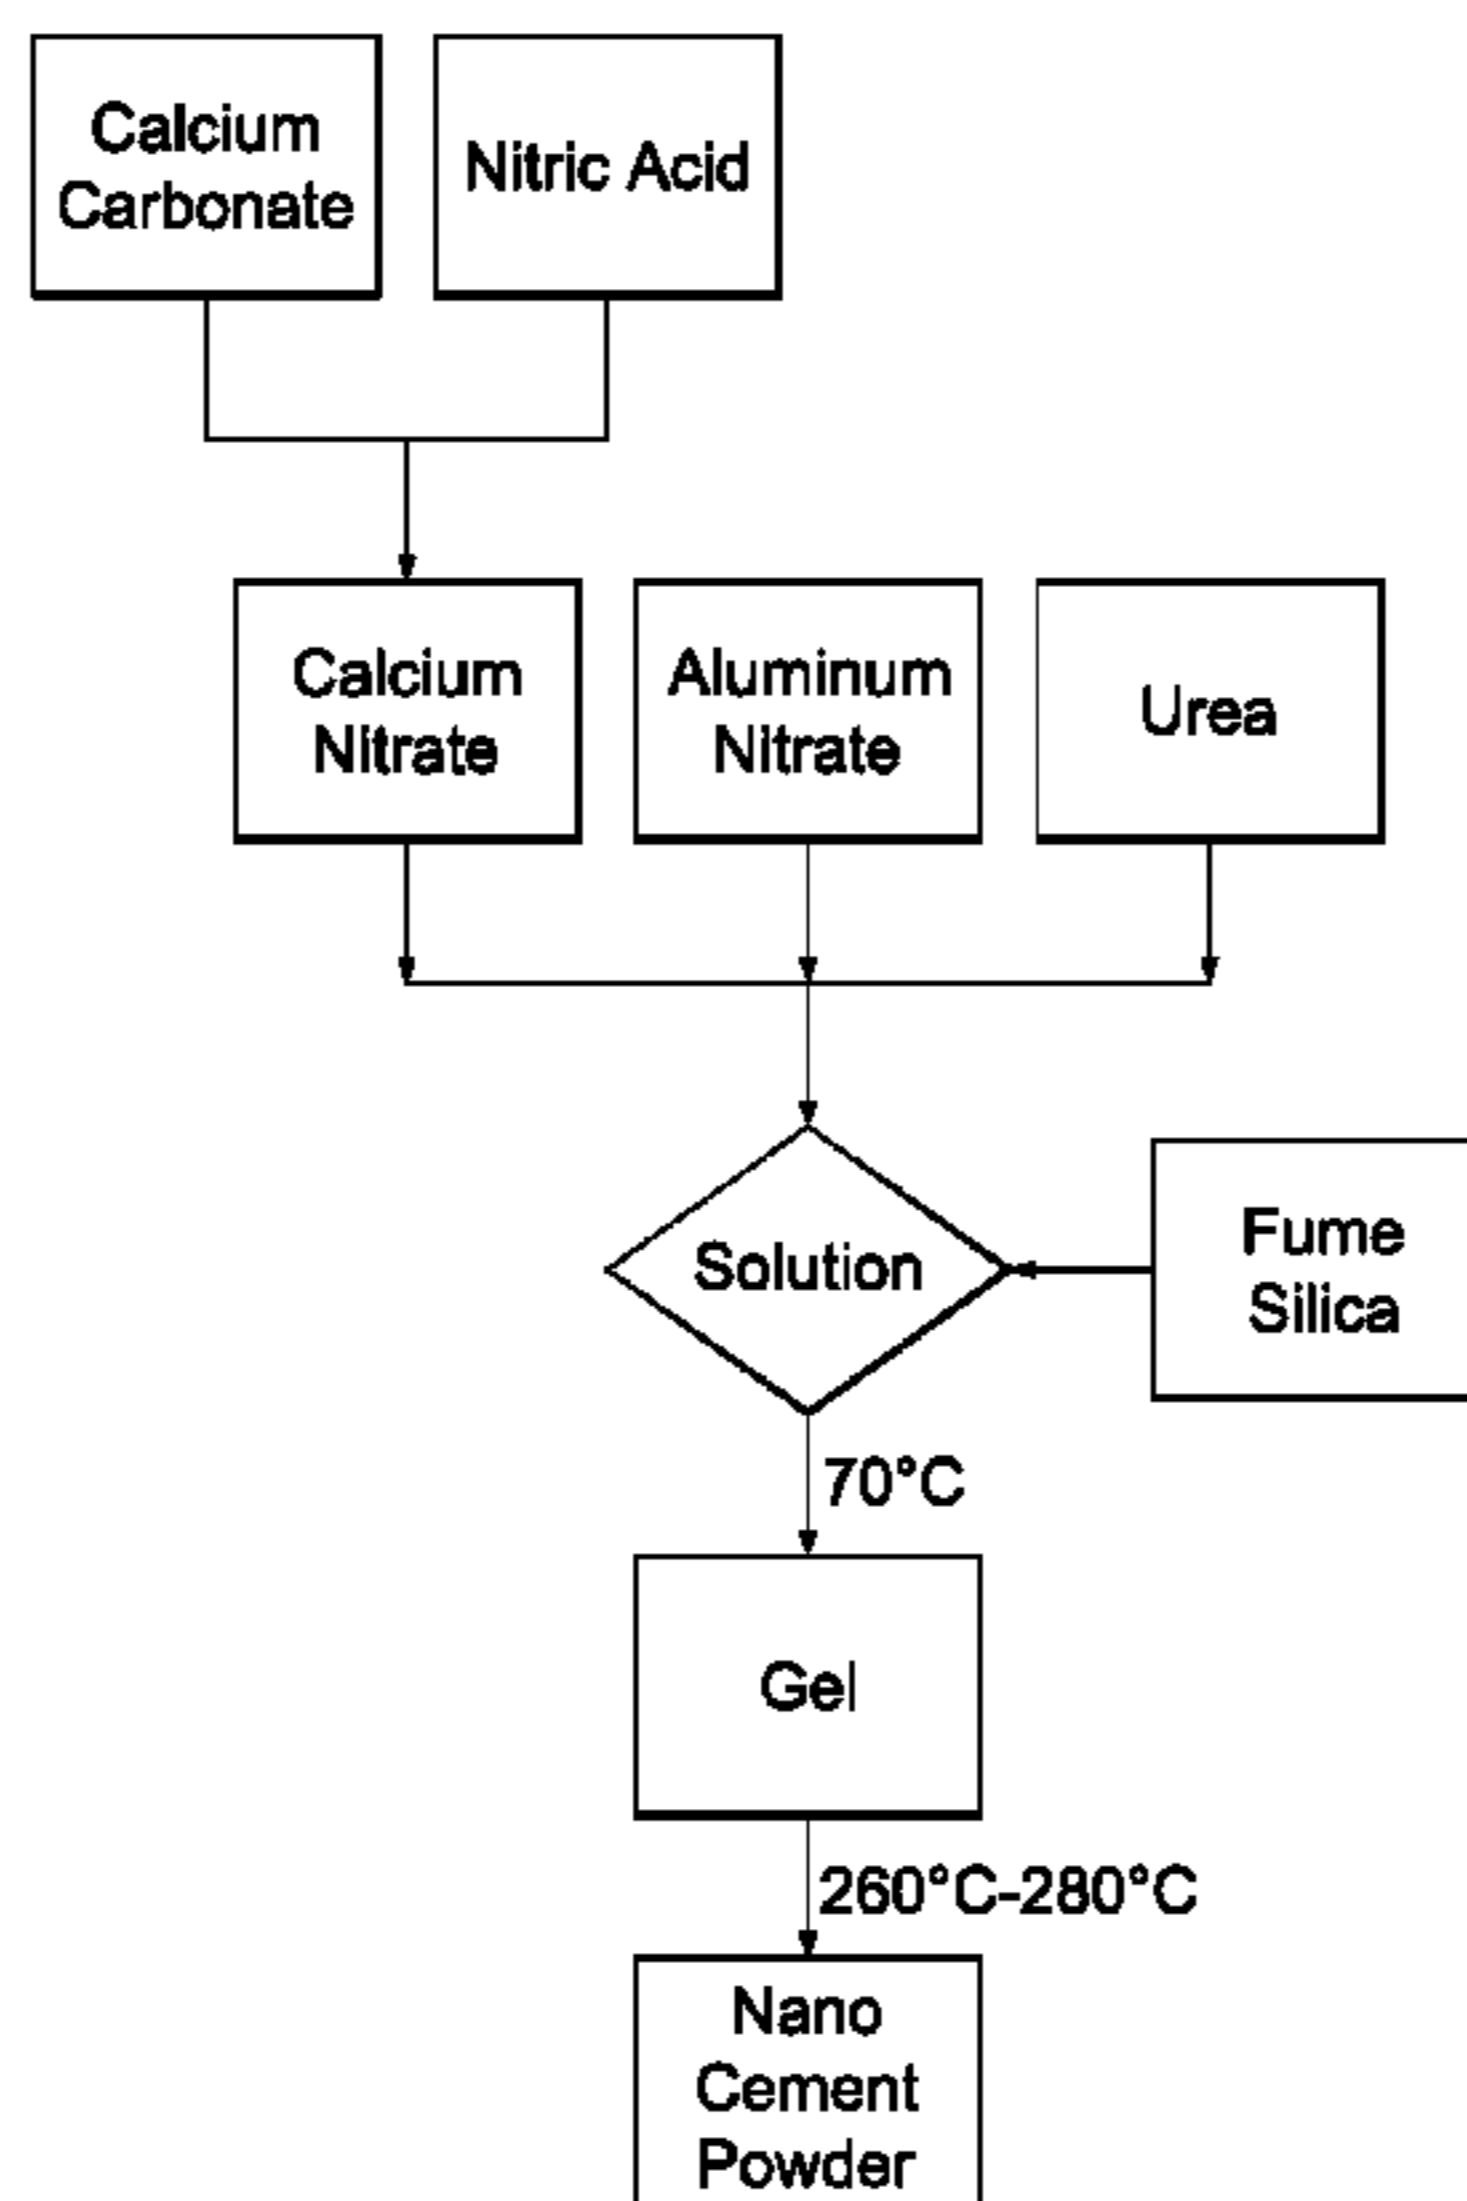 Calcium
Carbonate
Nitric Acid
Calcium
Nitrate
Aluminum
Nitrate
Urea
Solution
Fume
Silica
70°C
Gel
260°C-280°C
Nano
Cement
Powder